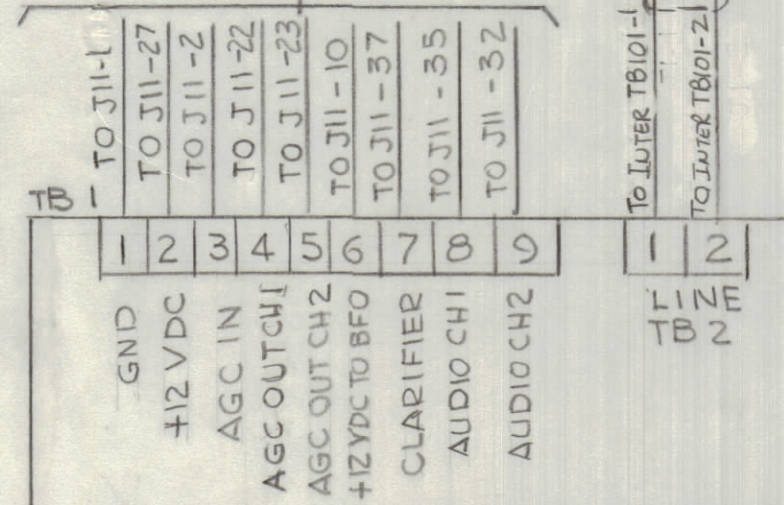 TO J11-1
TO J11-27
TO J11-2
TO J11-22
TO J11-23
TO J11-10
TO J11-37
TO J11-35
TO J11-32
TO INTER TB101-1
TO INTER TB101-2
TB 1
1 2 3 4 5 6 7 8 9
1 2
GND
+12 VDC
AGC IN
AGC OUT CH1
AGC OUT CH2
+12 VDC TO BFO
CLARIFIER
AUDIO CH1
AUDIO CH2
LINE
TB 2